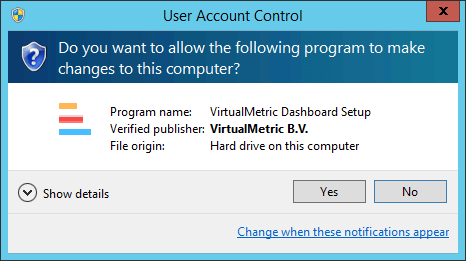 User Account Control
Do you want to allow the following program to make
changes to this computer?
Program name: VirtualMetric Dashboard Setup
Verified publisher: VirtualMetric B.V.
File origin: Hard drive on this computer
Show details
Yes
No
Change when these notifications appear